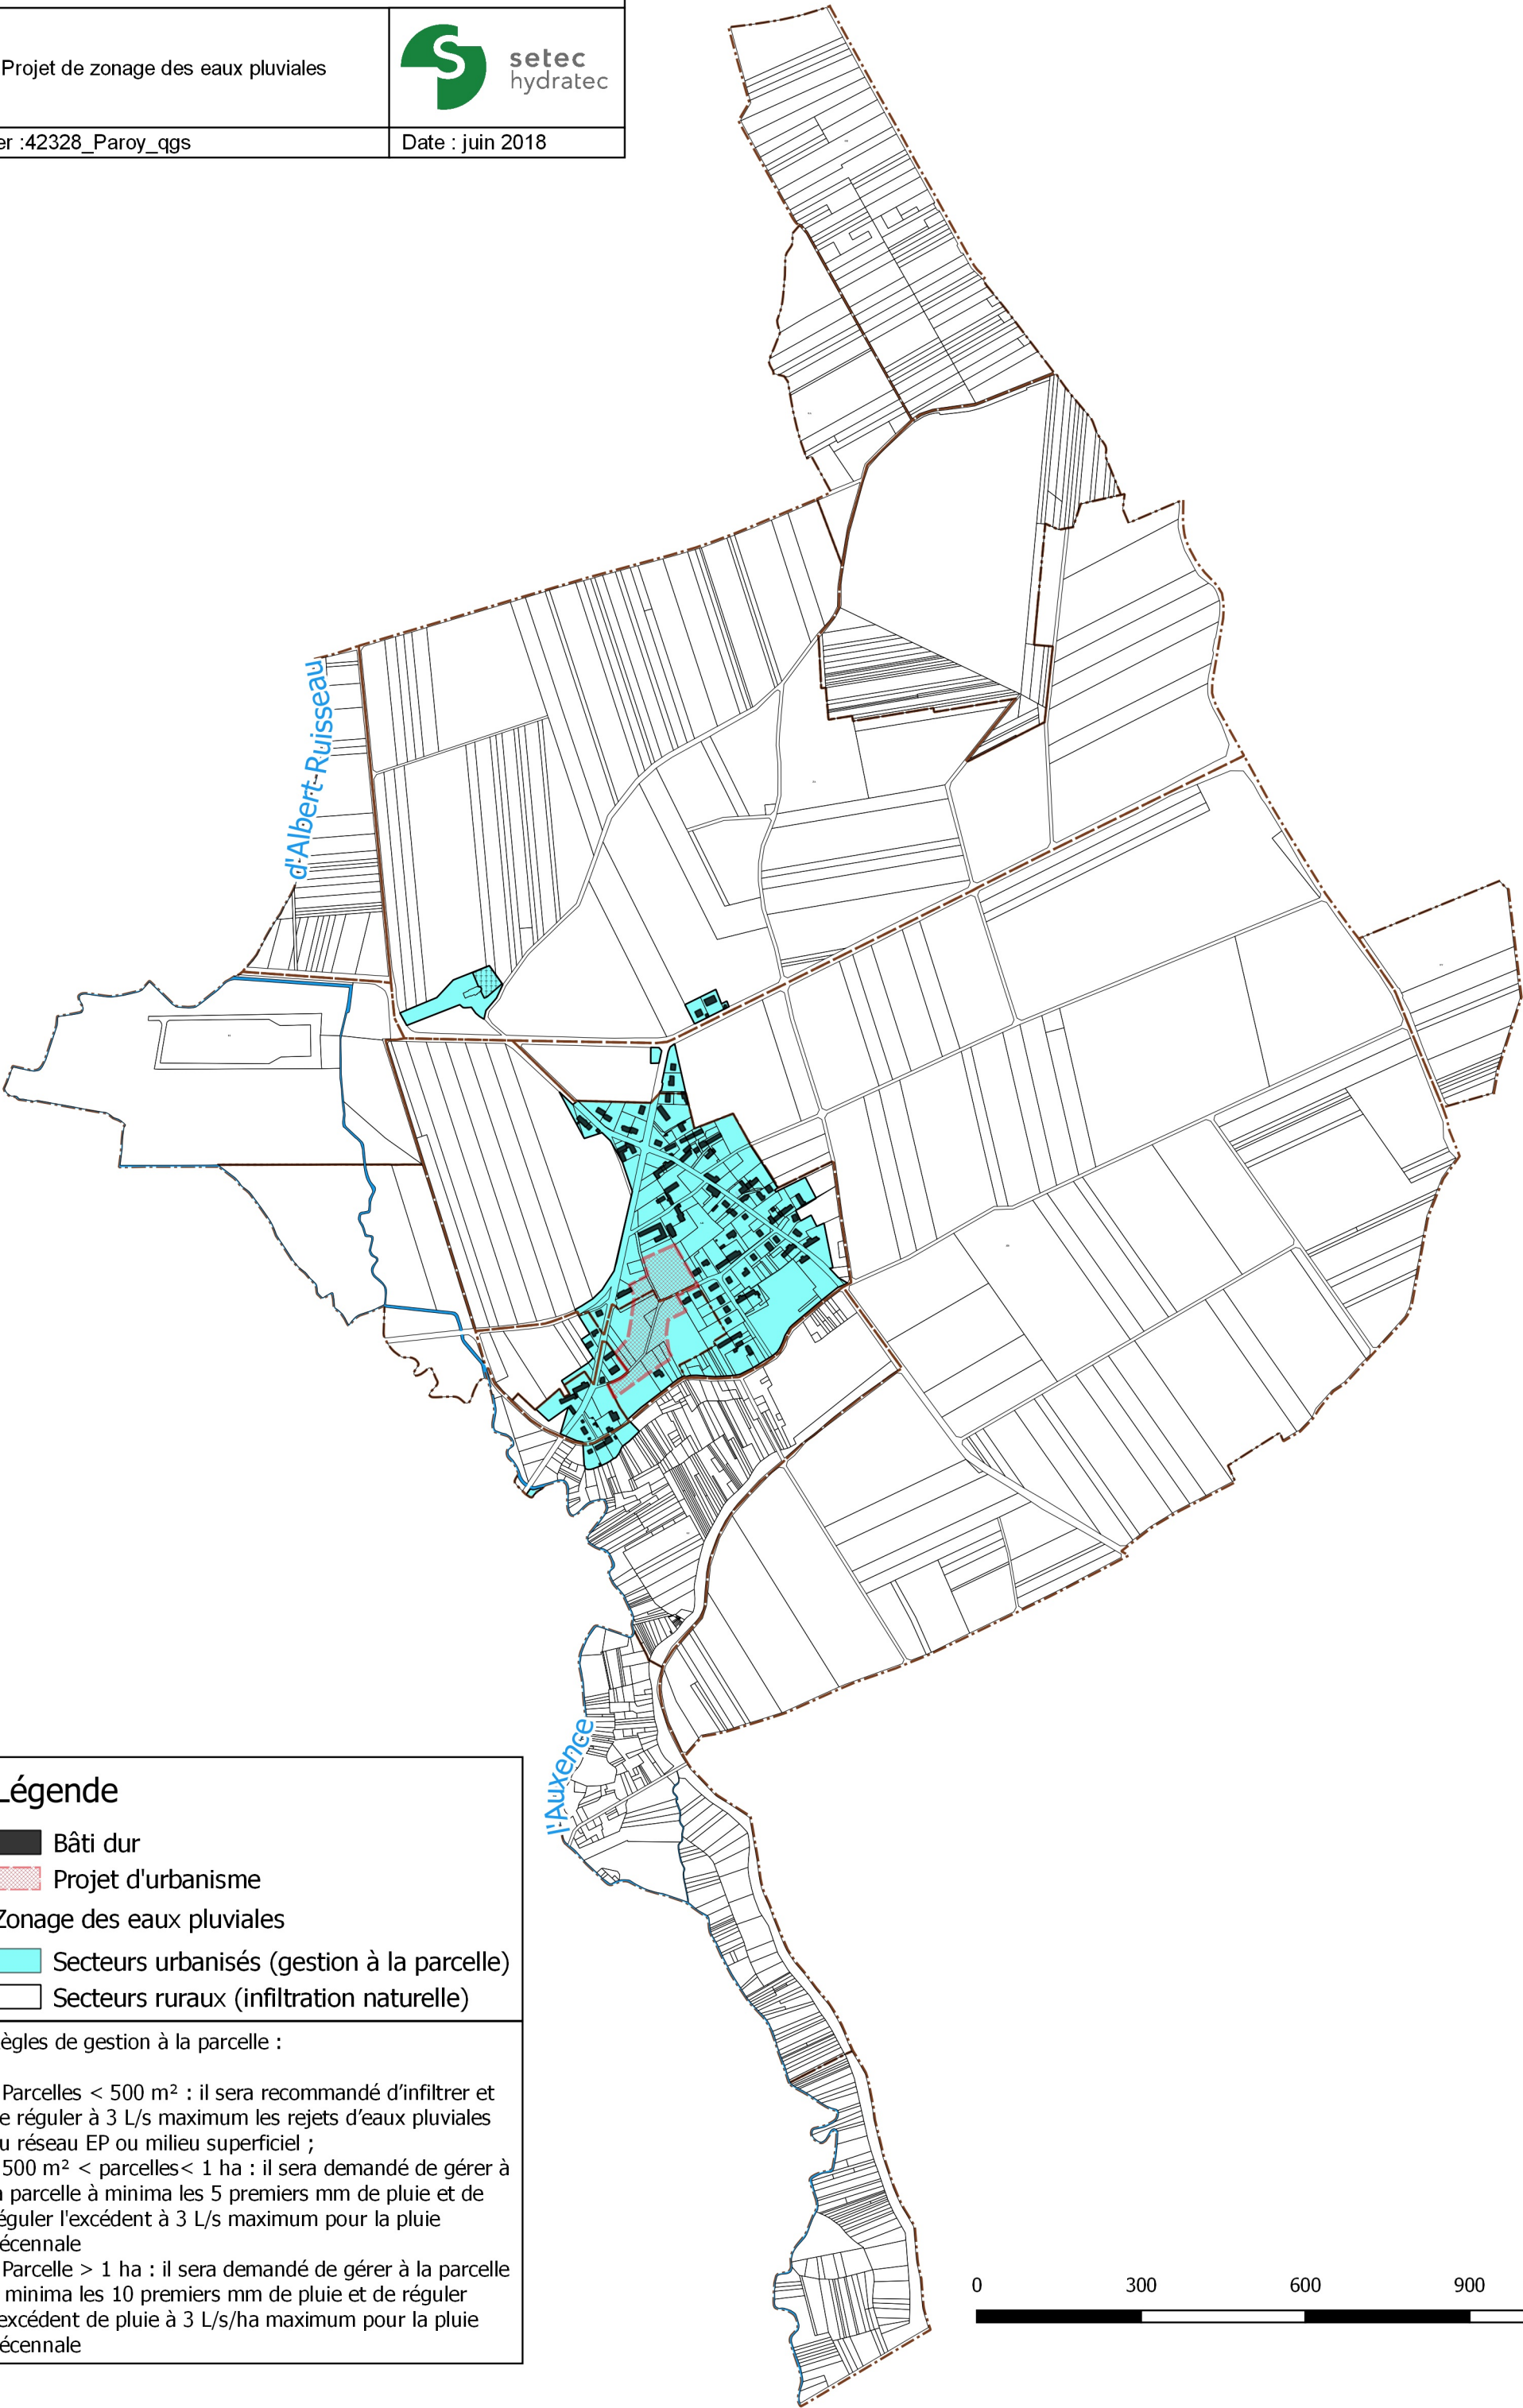 Projet de zonage des eaux pluviales
setec
hydratec
er :42328_Paroy_qgs
Date : juin 2018
d'Albert-Ruisseau
l'Auxence
Légende
Bâti dur
Projet d'urbanisme
Zonage des eaux pluviales
Secteurs urbanisés (gestion à la parcelle)
Secteurs ruraux (infiltration naturelle)
ègles de gestion à la parcelle :
Parcelles < 500 m² : il sera recommandé d'infiltrer et
e réguler à 3 L/s maximum les rejets d'eaux pluviales
u réseau EP ou milieu superficiel ;
500 m² < parcelles< 1 ha : il sera demandé de gérer à
a parcelle à minima les 5 premiers mm de pluie et de
éguler l'excédent à 3 L/s maximum pour la pluie
écennale
Parcelle > 1 ha : il sera demandé de gérer à la parcelle
minima les 10 premiers mm de pluie et de réguler
excédent de pluie à 3 L/s/ha maximum pour la pluie
écennale
0 300 600 900